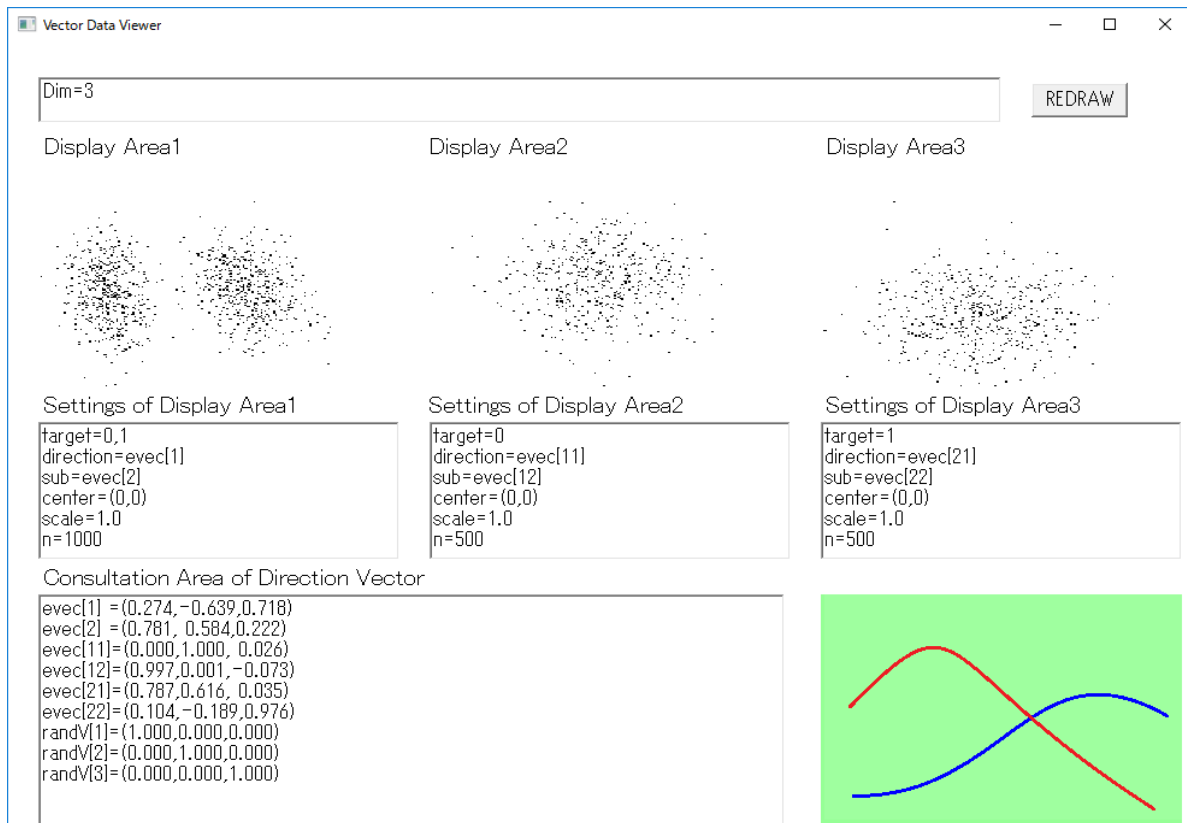 Vector Data Viewer
Dim=3
REDRAW
Display Area1
Display Area2
Display Area3
Settings of Display Area1
Settings of Display Area2
Settings of Display Area3
target=0,1
direction=evec[1]
sub=evec[2]
center=(0,0)
scale=1.0
n=1000
target=0
direction=evec[11]
sub=evec[12]
center=(0,0)
scale=1.0
n=500
target=1
direction=evec[21]
sub=evec[22]
center=(0,0)
scale=1.0
n=500
Consultation Area of Direction Vector
evec[1] =(0.274,-0.639,0.718)
evec[2] =(0.781, 0.584,0.222)
evec[11]=(0.000,1.000, 0.026)
evec[12]=(0.997,0.001,-0.073)
evec[21]=(0.787,0.616, 0.035)
evec[22]=(0.104,-0.189,0.976)
randV[1]=(1.000,0.000,0.000)
randV[2]=(0.000,1.000,0.000)
randV[3]=(0.000,0.000,1.000)